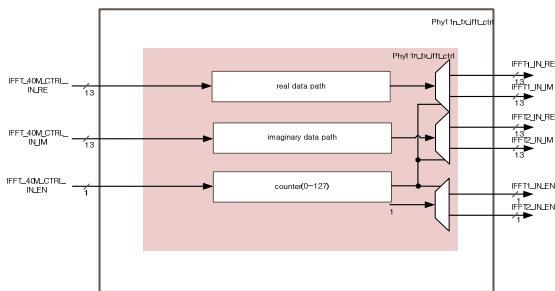 Phy11n_tx_ifft_ctrl
Phy11n_tx_ifft_ctrl
IFFT_40M_CTRL_
IN_RE
13
real data path
IFFT1_IN_RE
13
IFFT1_IN_IM
13
IFFT_40M_CTRL_
IN_IM
13
imaginary data path
IFFT2_IN_RE
13
IFFT2_IN_IM
13
IFFT_40M_CTRL_
IN_EN
1
counter(0~127)
1
IFFT1_IN_EN
1
IFFT2_IN_EN
1